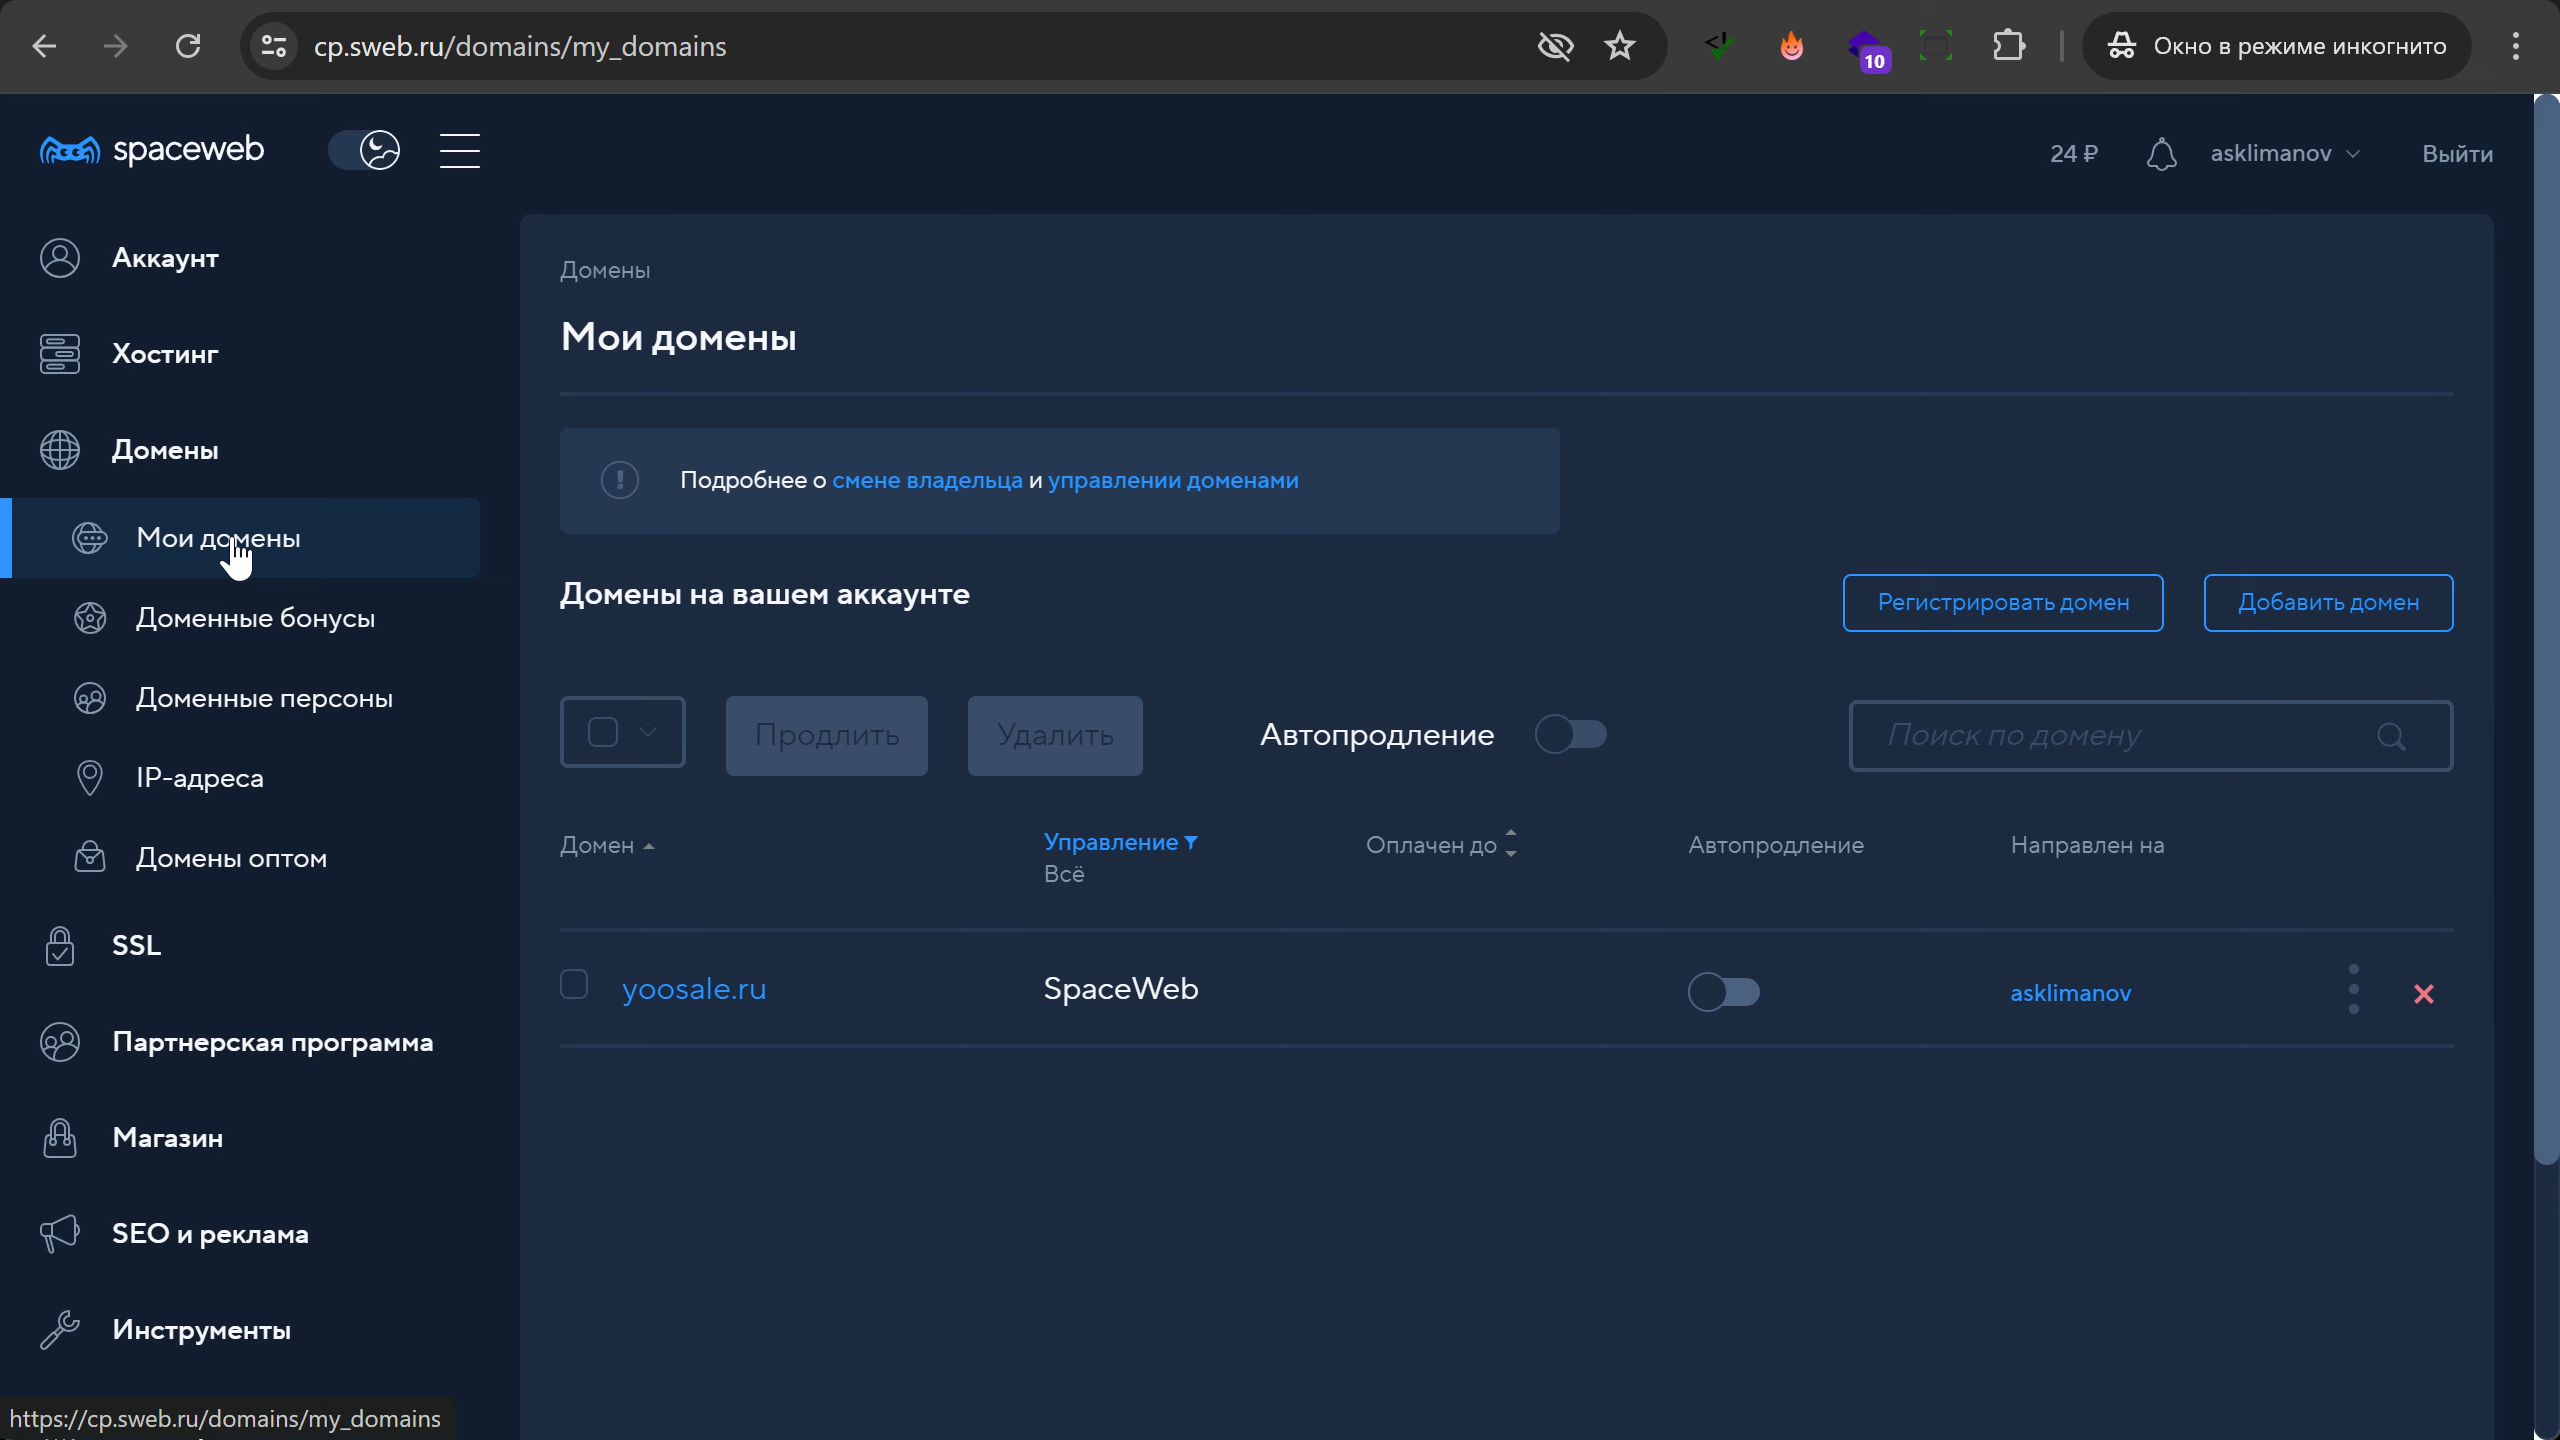 cp.sweb.ru/domains/my_domains
10
Окно в режиме инкогнито
spaceweb
24 ₽
asklimanov
Выйти
Аккаунт
Хостинг
Домены
Мои домены
Доменные бонусы
Доменные персоны
IP-адреса
Домены оптом
SSL
Партнерская программа
Магазин
SEO и реклама
Инструменты
Домены
Мои домены
Подробнее о смене владельца и управлении доменами
Домены на вашем аккаунте
Регистрировать домен
Добавить домен
Продлить
Удалить
Автопродление
Поиск по домену
Домен
Управление
Всё
Оплачен до
Автопродление
Направлен на
yoosale.ru
SpaceWeb
asklimanov
https://cp.sweb.ru/domains/my_domains